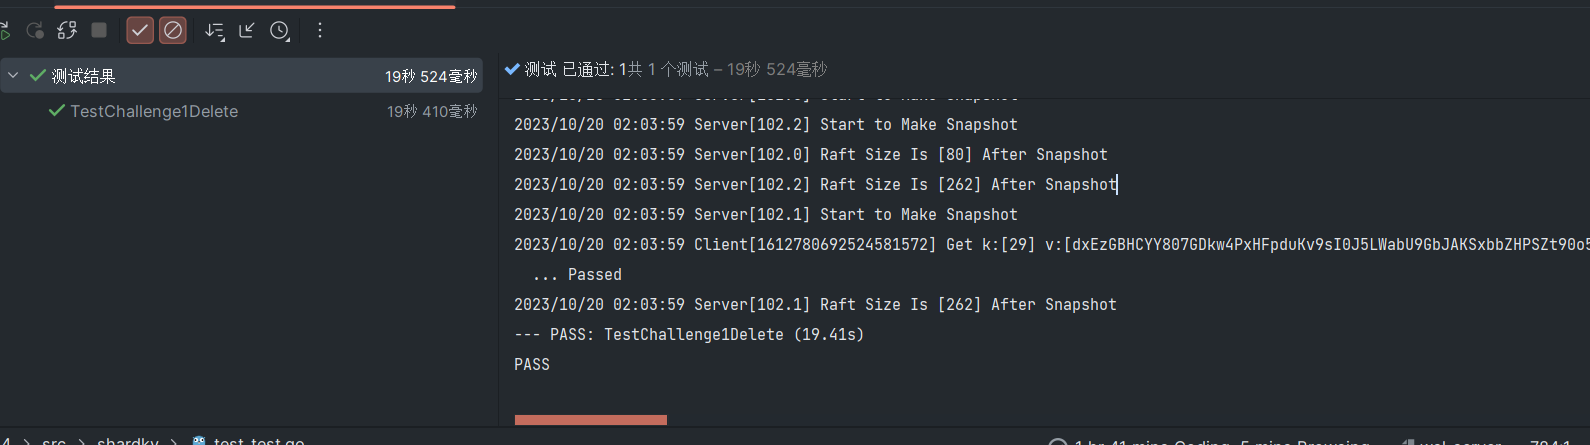 测试结果 19秒 524毫秒
TestChallenge1Delete 19秒 410毫秒
测试 已通过: 1共 1 个测试 – 19秒 524毫秒
2023/10/20 02:03:59 Server[102.2] Start to Make Snapshot
2023/10/20 02:03:59 Server[102.0] Raft Size Is [80] After Snapshot
2023/10/20 02:03:59 Server[102.2] Raft Size Is [262] After Snapshot
2023/10/20 02:03:59 Server[102.1] Start to Make Snapshot
2023/10/20 02:03:59 Client[1612780692524581572] Get k:[29] v:[dxEzGBHCYY807GDkw4PxHFpduKv9sI0J5LWabU9GbJAKSxbbZHPSZt90o5
... Passed
2023/10/20 02:03:59 Server[102.1] Raft Size Is [262] After Snapshot
--- PASS: TestChallenge1Delete (19.41s)
PASS
4 src shardkv test_test.go
1 hr 41 mins Coding, 5 mins Browsing